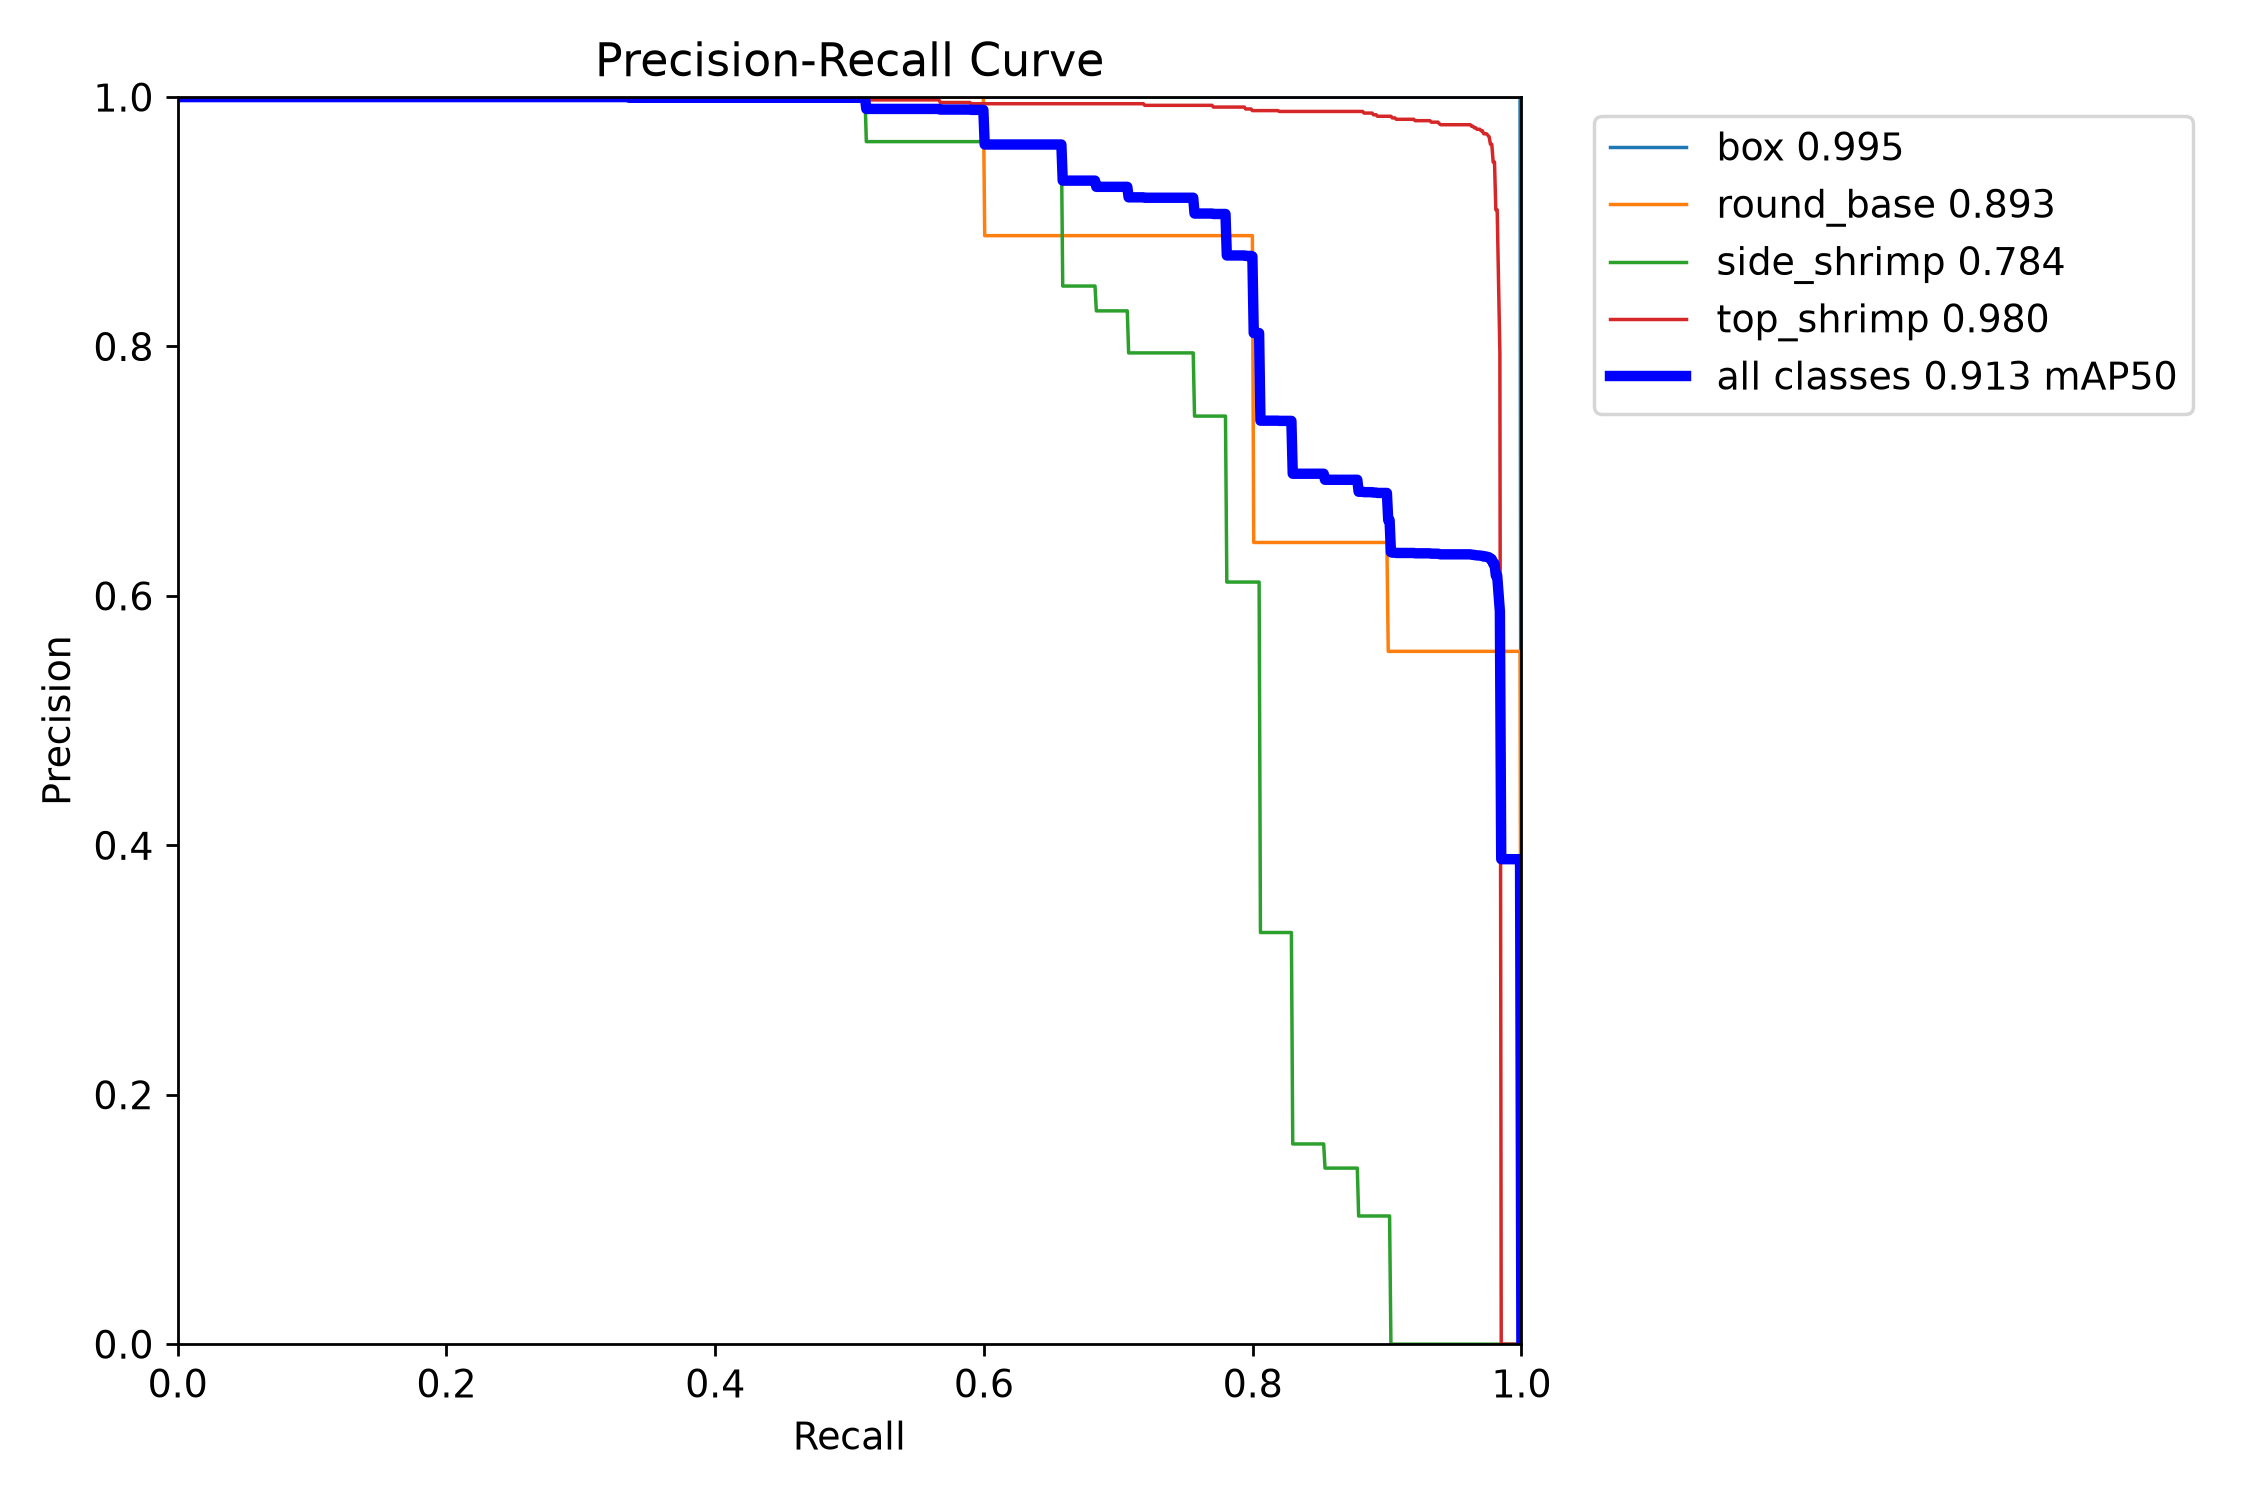 Precision-Recall Curve
1.0
0.8
0.6
0.4
0.2
0.0
Precision
0.0 0.2 0.4 0.6 0.8 1.0
Recall
box 0.995
round_base 0.893
side_shrimp 0.784
top_shrimp 0.980
all classes 0.913 mAP50